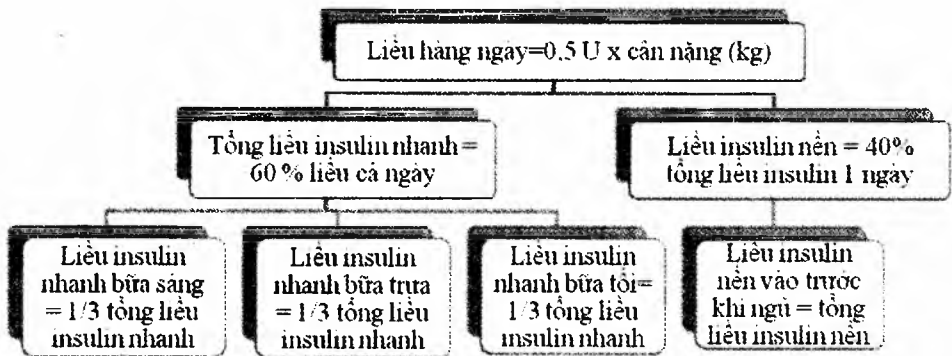 Liều hàng ngày=0,5 U x cân nặng (kg)
Tổng liều insulin nhanh =
60 % liều cả ngày
Liều insulin nền = 40%
tổng liều insulin 1 ngày
Liều insulin
nhanh bữa sáng
= 1/3 tổng liều
insulin nhanh
Liều insulin
nhanh bữa trưa
= 1/3 tổng liều
insulin nhanh
Liều insulin
nhanh bữa tối=
1/3 tổng liều
insulin nhanh
Liều insulin
nền vào trước
khi ngủ = tổng
liều insulin nền